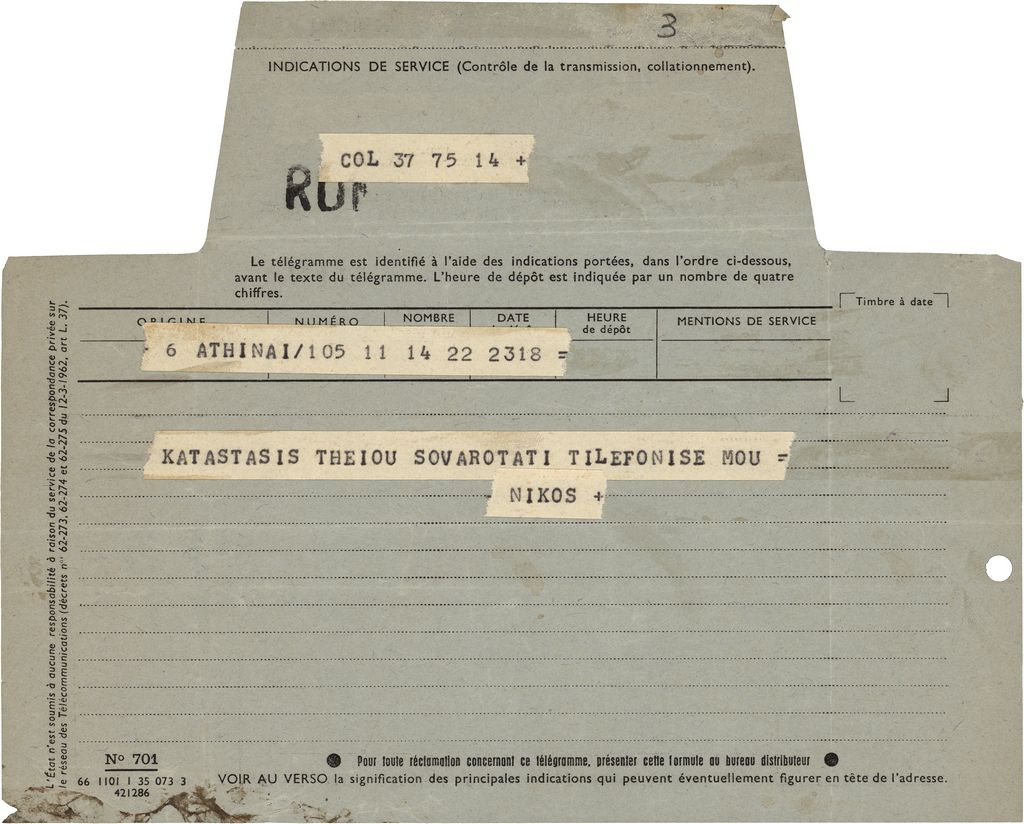 3
INDICATIONS DE SERVICE (Contrôle de la transmission, collationnement).
COL 37 75 14 +
Le télégramme est identifié à l'aide des indications portées, dans l'ordre ci-dessous,
avant le texte du télégramme. L'heure de dépôt est indiquée par un nombre de quatre
chiffres.
Timbre à date
ORIGINE NUMÉRO NOMBRE DATE HEURE de dépôt MENTIONS DE SERVICE
6 ATHINAI/105 11 14 22 2318 =
KATASTASIS THEIOU SOVAROTATI TILEFONISE MOU =
NIKOS +
L'État n'est soumis à aucune responsabilité à raison du service de la correspondance privée sur
le réseau des Télécommunications (décrets n° 62-273, 62-274 et 62-275 du 12-3-1962, art L. 37).
N° 701
66 1101 1 35 073 3
421286
● Pour toute réclamation concernant ce télégramme, présenter cette formule au bureau distributeur ●
VOIR AU VERSO la signification des principales indications qui peuvent éventuellement figurer en tête de l'adresse.